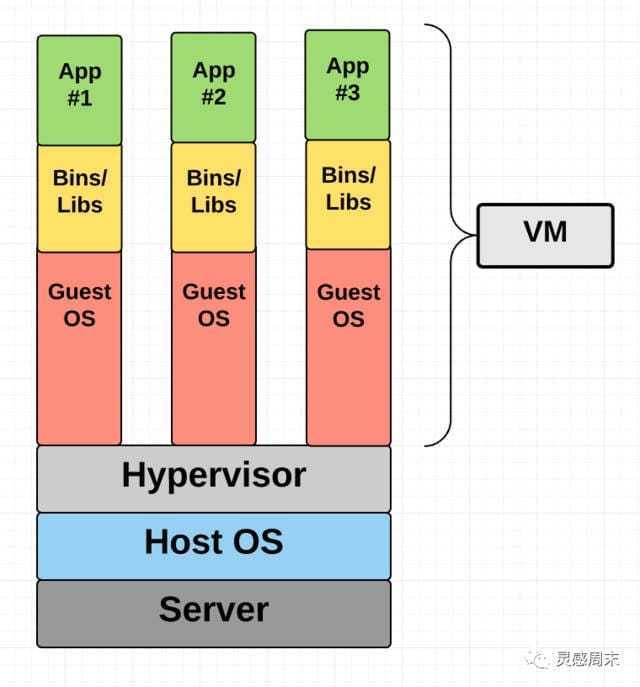 App
#1
App
#2
App
#3
Bins/
Libs
Bins/
Libs
Bins/
Libs
Guest
OS
Guest
OS
Guest
OS
VM
Hypervisor
Host OS
Server
灵感周末